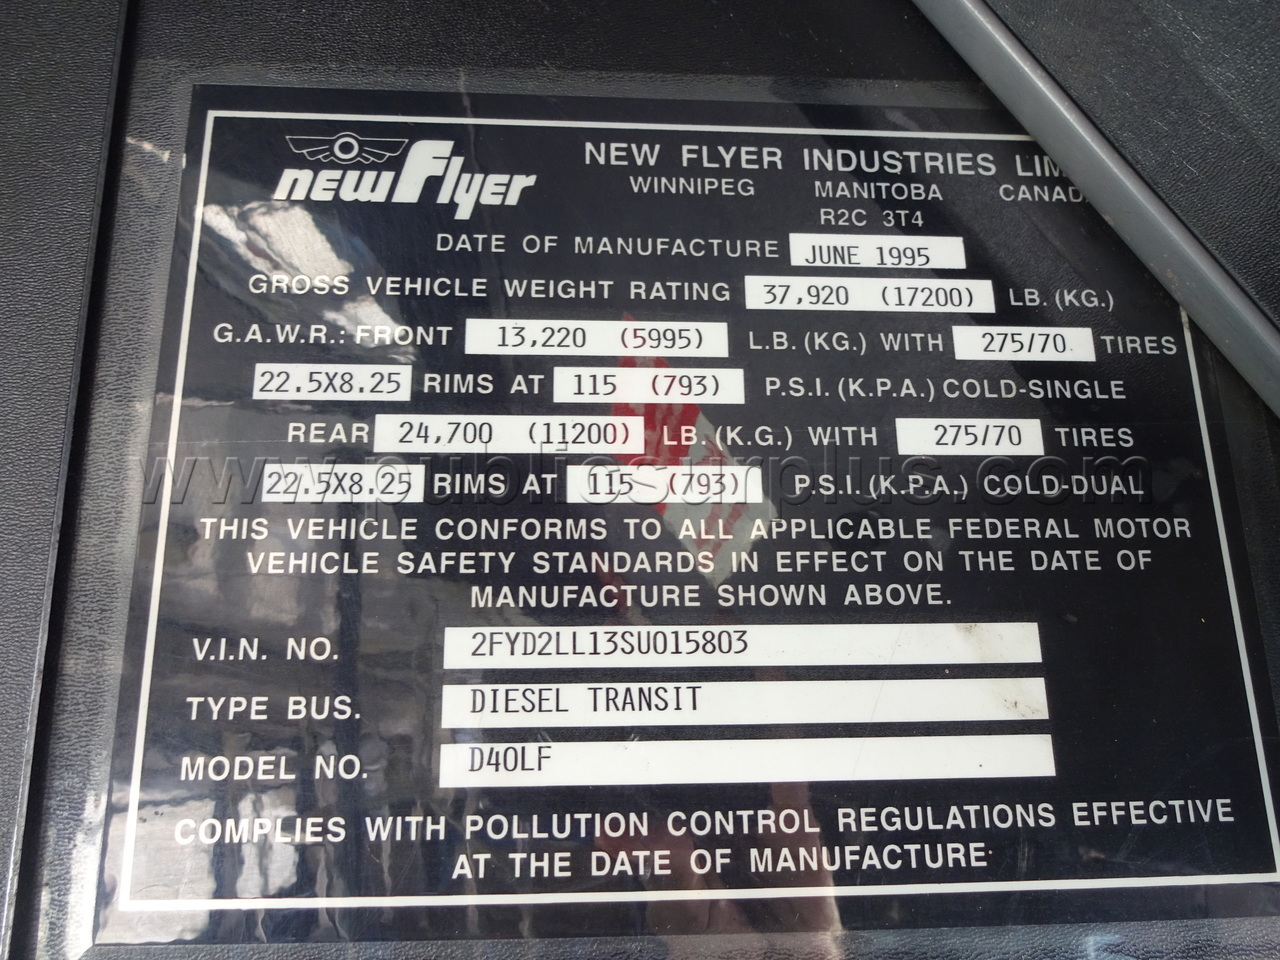 newFlyer
NEW FLYER INDUSTRIES
WINNIPEG MANITOBA CANADA
R2C 3T4
DATE OF MANUFACTURE JUNE 1995
GROSS VEHICLE WEIGHT RATING 37,920 (17200) LB. (KG.)
G.A.W.R.: FRONT 13,220 (5995) L.B. (KG.) WITH 275/70 TIRES
22.5X8.25 RIMS AT 115 (793) P.S.I. (K.P.A.) COLD-SINGLE
REAR 24,700 (11200) LB. (K.G.) WITH 275/70 TIRES
22.5X8.25 RIMS AT 115 (793) P.S.I. (K.P.A.) COLD-DUAL
www.publicsurplus.com
THIS VEHICLE CONFORMS TO ALL APPLICABLE FEDERAL MOTOR
VEHICLE SAFETY STANDARDS IN EFFECT ON THE DATE OF
MANUFACTURE SHOWN ABOVE.
V.I.N. NO. 2FYD2LL13SU015803
TYPE BUS. DIESEL TRANSIT
MODEL NO. D40LF
COMPLIES WITH POLLUTION CONTROL REGULATIONS EFFECTIVE
AT THE DATE OF MANUFACTURE